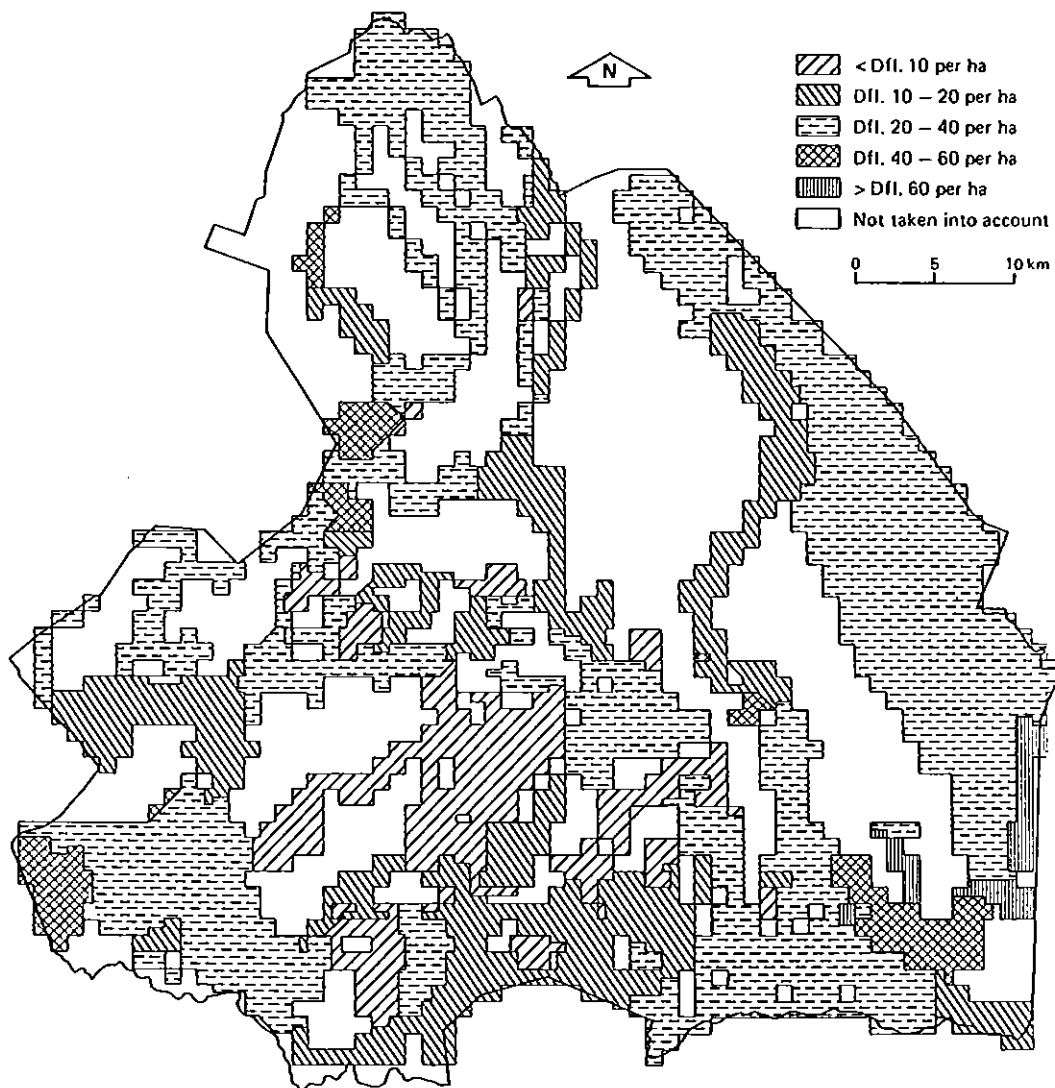 N
< Dfl. 10 per ha
Dfl. 10 – 20 per ha
Dfl. 20 – 40 per ha
Dfl. 40 – 60 per ha
> Dfl. 60 per ha
Not taken into account
0 5 10 km